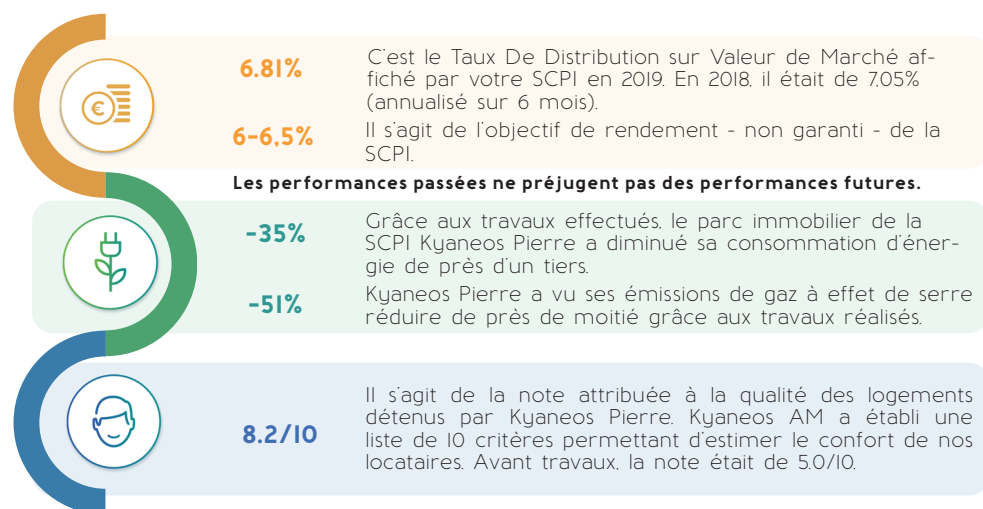 6.81%
C'est le Taux De Distribution sur Valeur de Marché af-
fiché par votre SCPI en 2019. En 2018, il était de 7,05%
(annualisé sur 6 mois).
6-6,5%
Il s'agit de l'objectif de rendement - non garanti - de la
SCPI.
Les performances passées ne préjugent pas des performances futures.
-35%
Grâce aux travaux effectués, le parc immobilier de la
SCPI Kyaneos Pierre a diminué sa consommation d'éner-
gie de près d'un tiers.
-51%
Kyaneos Pierre a vu ses émissions de gaz à effet de serre
réduire de près de moitié grâce aux travaux réalisés.
8.2/10
Il s'agit de la note attribuée à la qualité des logements
détenus par Kyaneos Pierre. Kyaneos AM a établi une
liste de 10 critères permettant d'estimer le confort de nos
locataires. Avant travaux, la note était de 5.0/10.